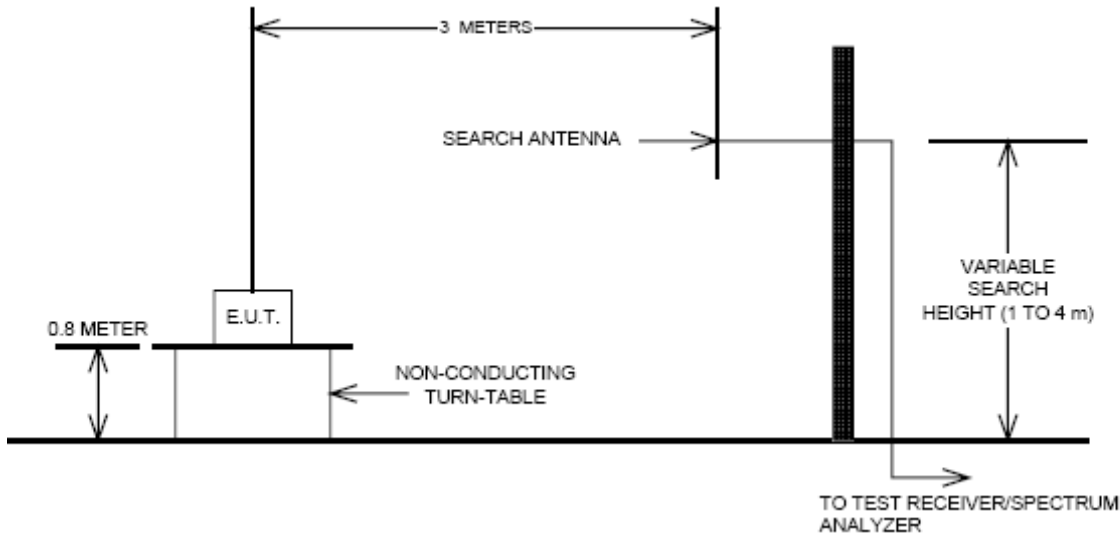 3 METERS
SEARCH ANTENNA
VARIABLE
SEARCH
HEIGHT (1 TO 4 m)
E.U.T.
0.8 METER
NON-CONDUCTING
TURN-TABLE
TO TEST RECEIVER/SPECTRUM
ANALYZER